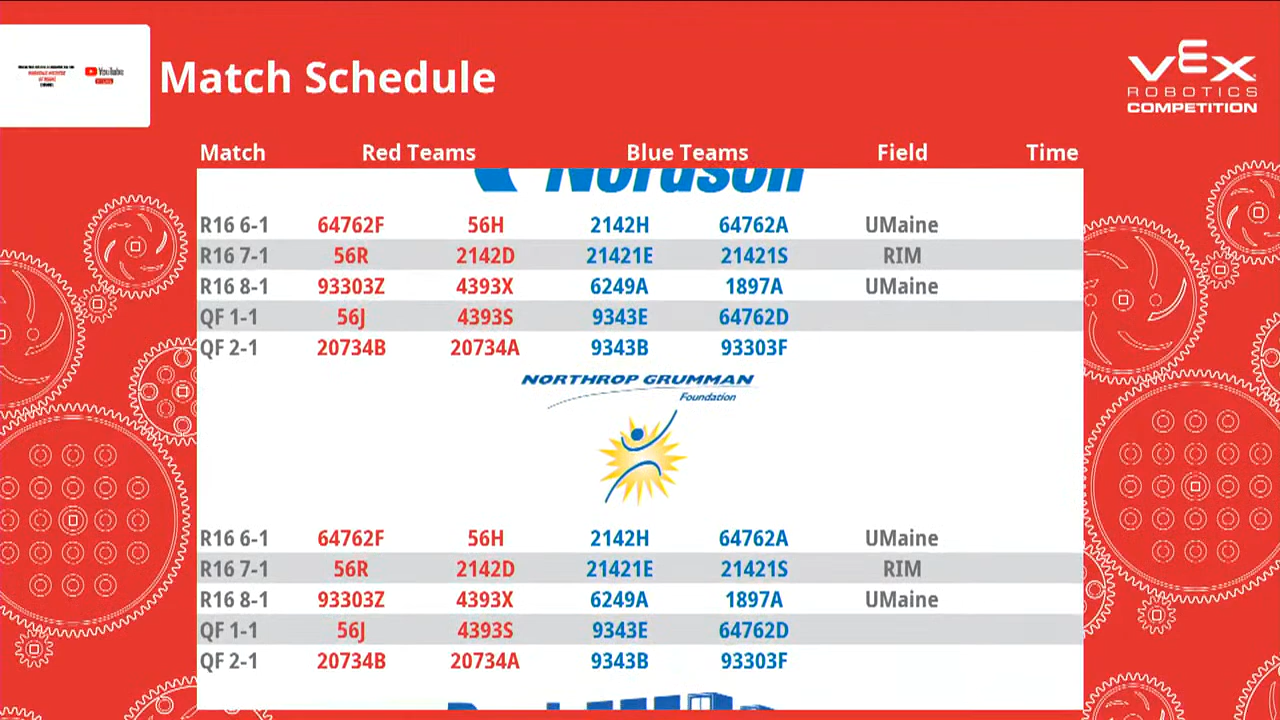 YouTube
Match Schedule
VEX
ROBOTICS
COMPETITION
Match Red Teams Blue Teams Field Time
Nordson
R16 6-1 64762F 56H 2142H 64762A UMaine
R16 7-1 56R 2142D 21421E 21421S RIM
R16 8-1 93303Z 4393X 6249A 1897A UMaine
QF 1-1 56J 4393S 9343E 64762D
QF 2-1 20734B 20734A 9343B 93303F
NORTHROP GRUMMAN
Foundation
R16 6-1 64762F 56H 2142H 64762A UMaine
R16 7-1 56R 2142D 21421E 21421S RIM
R16 8-1 93303Z 4393X 6249A 1897A UMaine
QF 1-1 56J 4393S 9343E 64762D
QF 2-1 20734B 20734A 9343B 93303F